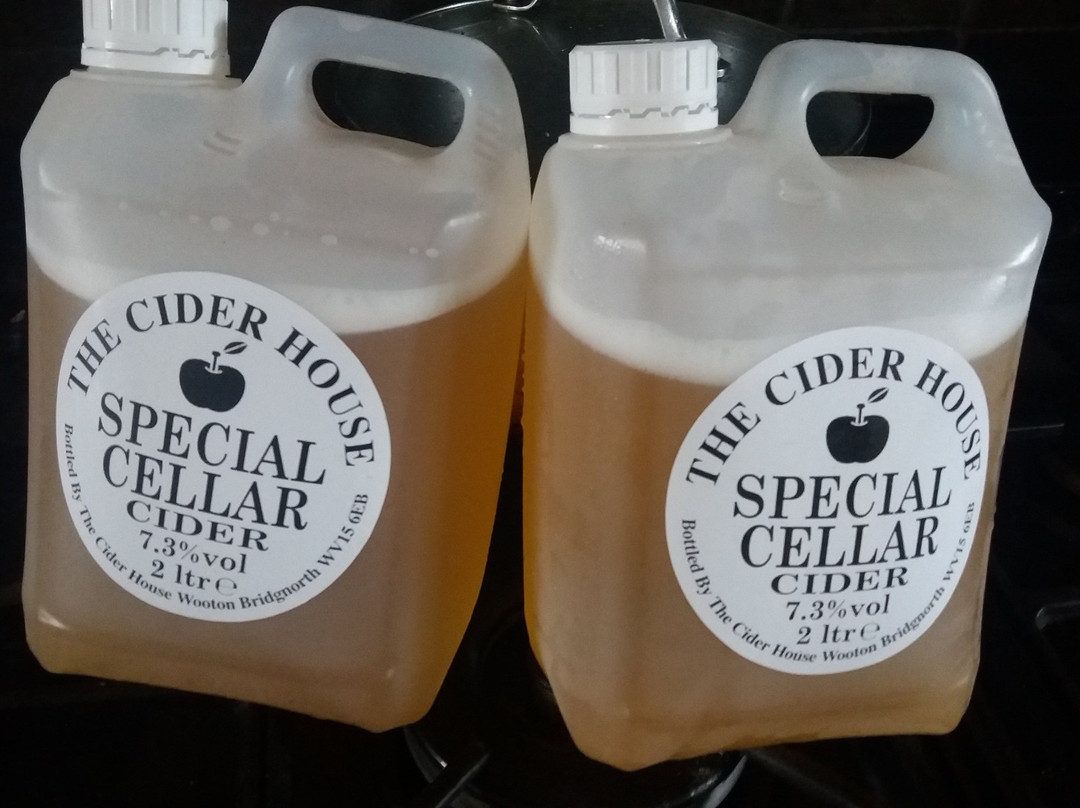 THE CIDER HOUSE
SPECIAL
CELLAR
CIDER
7.3%vol
2 ltr ℮
Bottled By The Cider House Wooton Bridgnorth WV15 6EB
THE CIDER HOUSE
SPECIAL
CELLAR
CIDER
7.3%vol
2 ltr ℮
Bottled By The Cider House Wooton Bridgnorth WV15 6EB